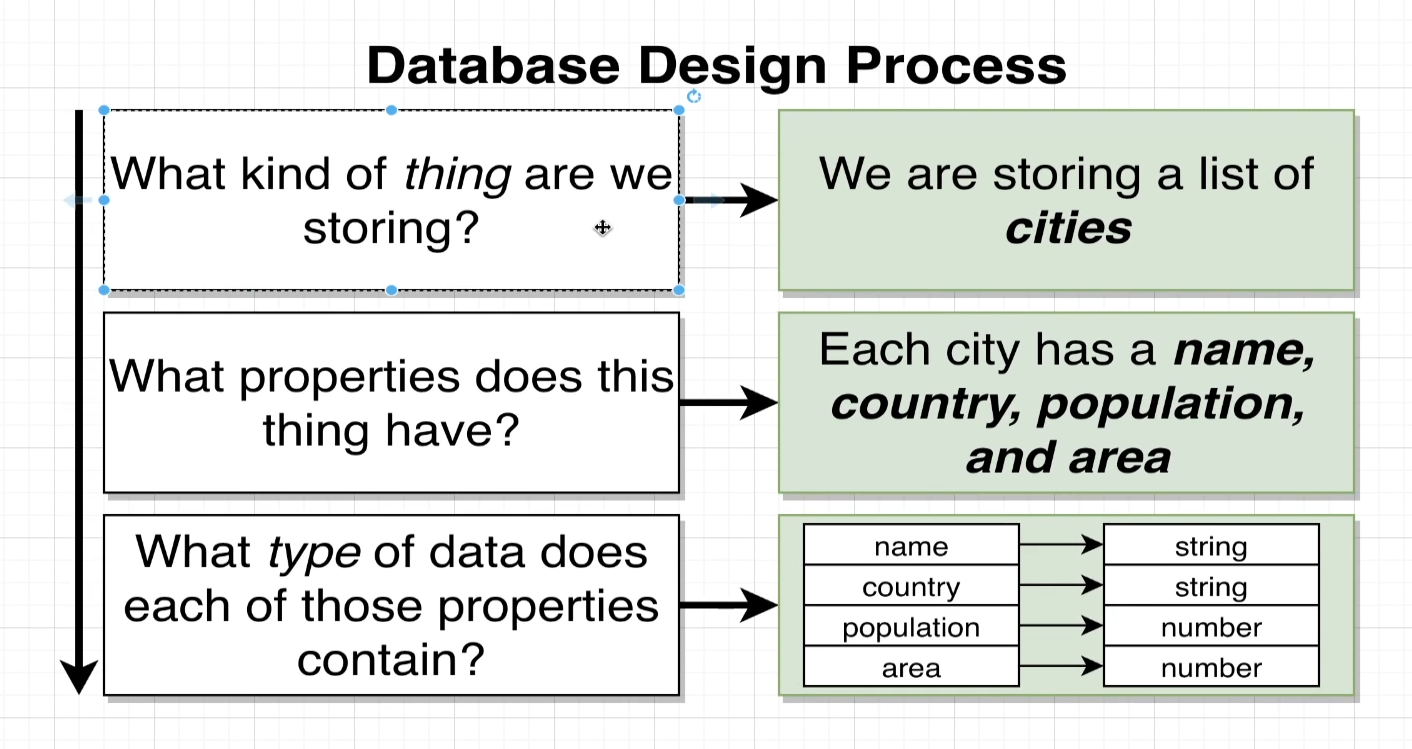 Database Design Process
What kind of thing are we
storing?
We are storing a list of
cities
What properties does this
thing have?
Each city has a name,
country, population,
and area
What type of data does
each of those properties
contain?
name
string
country
string
population
number
area
number